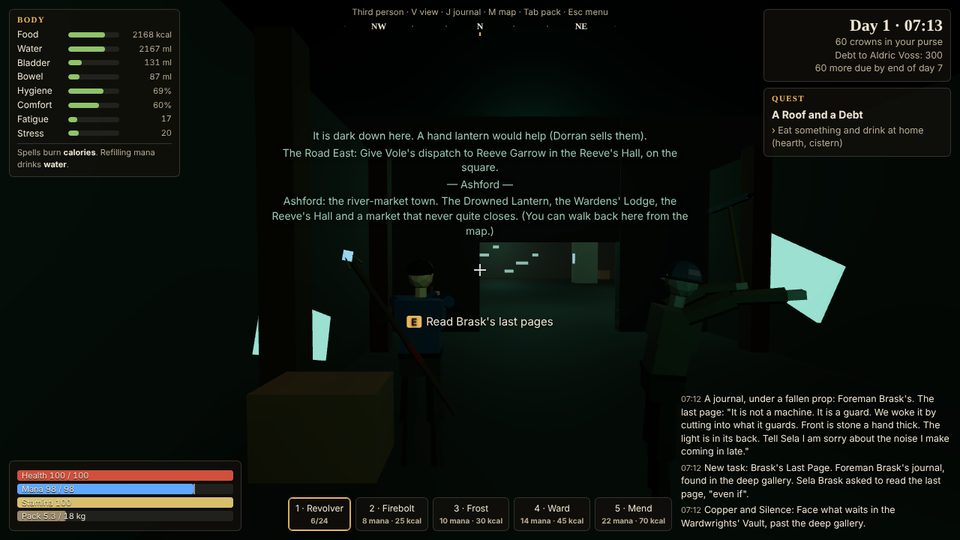 Third person · V view · J journal · M map · Tab pack · Esc menu
NW · N · NE
BODY
Food 2168 kcal
Water 2167 ml
Bladder 131 ml
Bowel 87 ml
Hygiene 69%
Comfort 60%
Fatigue 17
Stress 20
Spells burn calories. Refilling mana
drinks water.
Day 1 · 07:13
60 crowns in your purse
Debt to Aldric Voss: 300
60 more due by end of day 7
QUEST
A Roof and a Debt
› Eat something and drink at home
(hearth, cistern)
It is dark down here. A hand lantern would help (Dorran sells them).
The Road East: Give Vole's dispatch to Reeve Garrow in the Reeve's Hall, on the
square.
— Ashford —
Ashford: the river-market town. The Drowned Lantern, the Wardens' Lodge, the
Reeve's Hall and a market that never quite closes. (You can walk back here from the
map.)
E Read Brask's last pages
07:12 A journal, under a fallen prop: Foreman Brask's. The
last page: "It is not a machine. It is a guard. We woke it by
cutting into what it guards. Front is stone a hand thick. The
light is in its back. Tell Sela I am sorry about the noise I make
coming in late."
07:12 New task: Brask's Last Page. Foreman Brask's journal,
found in the deep gallery. Sela Brask asked to read the last
page, "even if".
07:12 Copper and Silence: Face what waits in the
Wardwrights' Vault, past the deep gallery.
Health 100 / 100
Mana 98 / 98
Stamina 100
Pack 5.3 / 18 kg
1 · Revolver
6/24
2 · Firebolt
8 mana · 25 kcal
3 · Frost
10 mana · 30 kcal
4 · Ward
14 mana · 45 kcal
5 · Mend
22 mana · 70 kcal